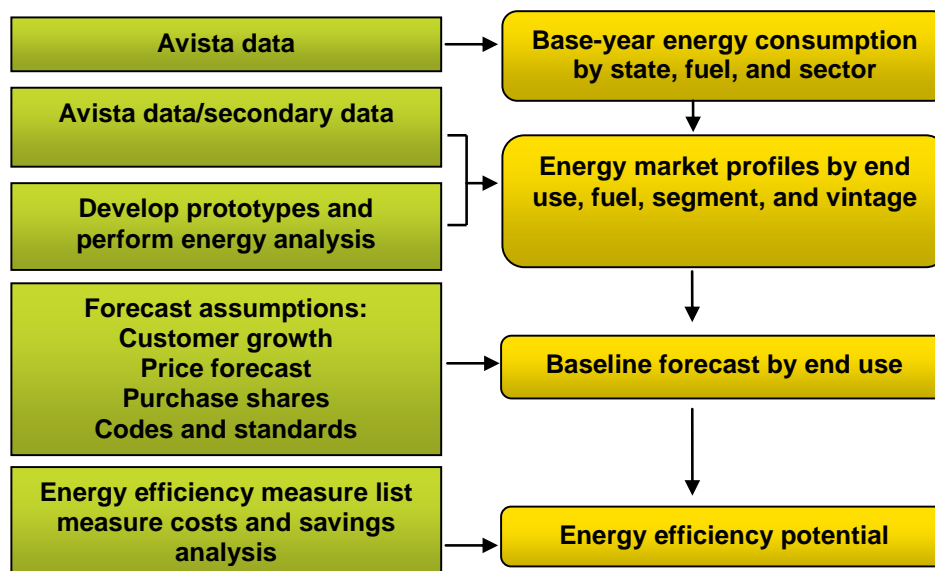 Avista data
Base-year energy consumption
by state, fuel, and sector
Avista data/secondary data
Energy market profiles by end
use, fuel, segment, and vintage
Develop prototypes and
perform energy analysis
Forecast assumptions:
Customer growth
Price forecast
Purchase shares
Codes and standards
Baseline forecast by end use
Energy efficiency measure list
measure costs and savings
analysis
Energy efficiency potential